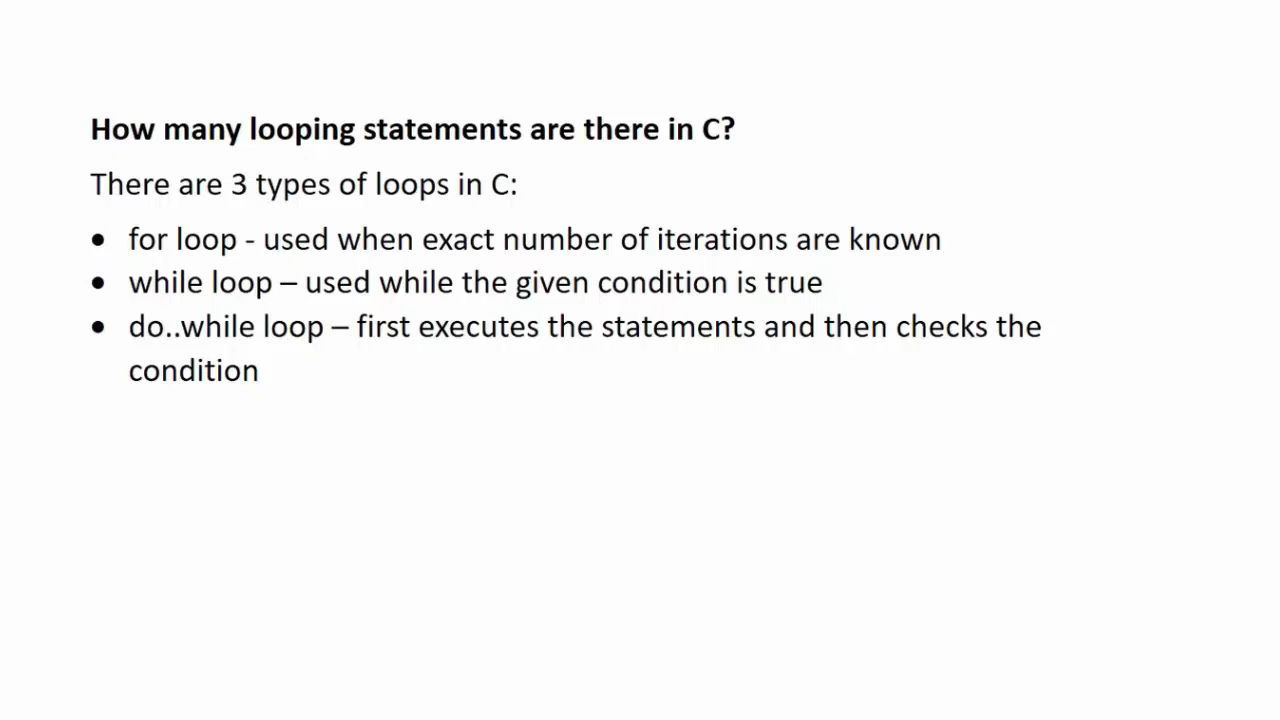 How many looping statements are there in C?
There are 3 types of loops in C:
• for loop - used when exact number of iterations are known
• while loop – used while the given condition is true
• do..while loop – first executes the statements and then checks the
condition